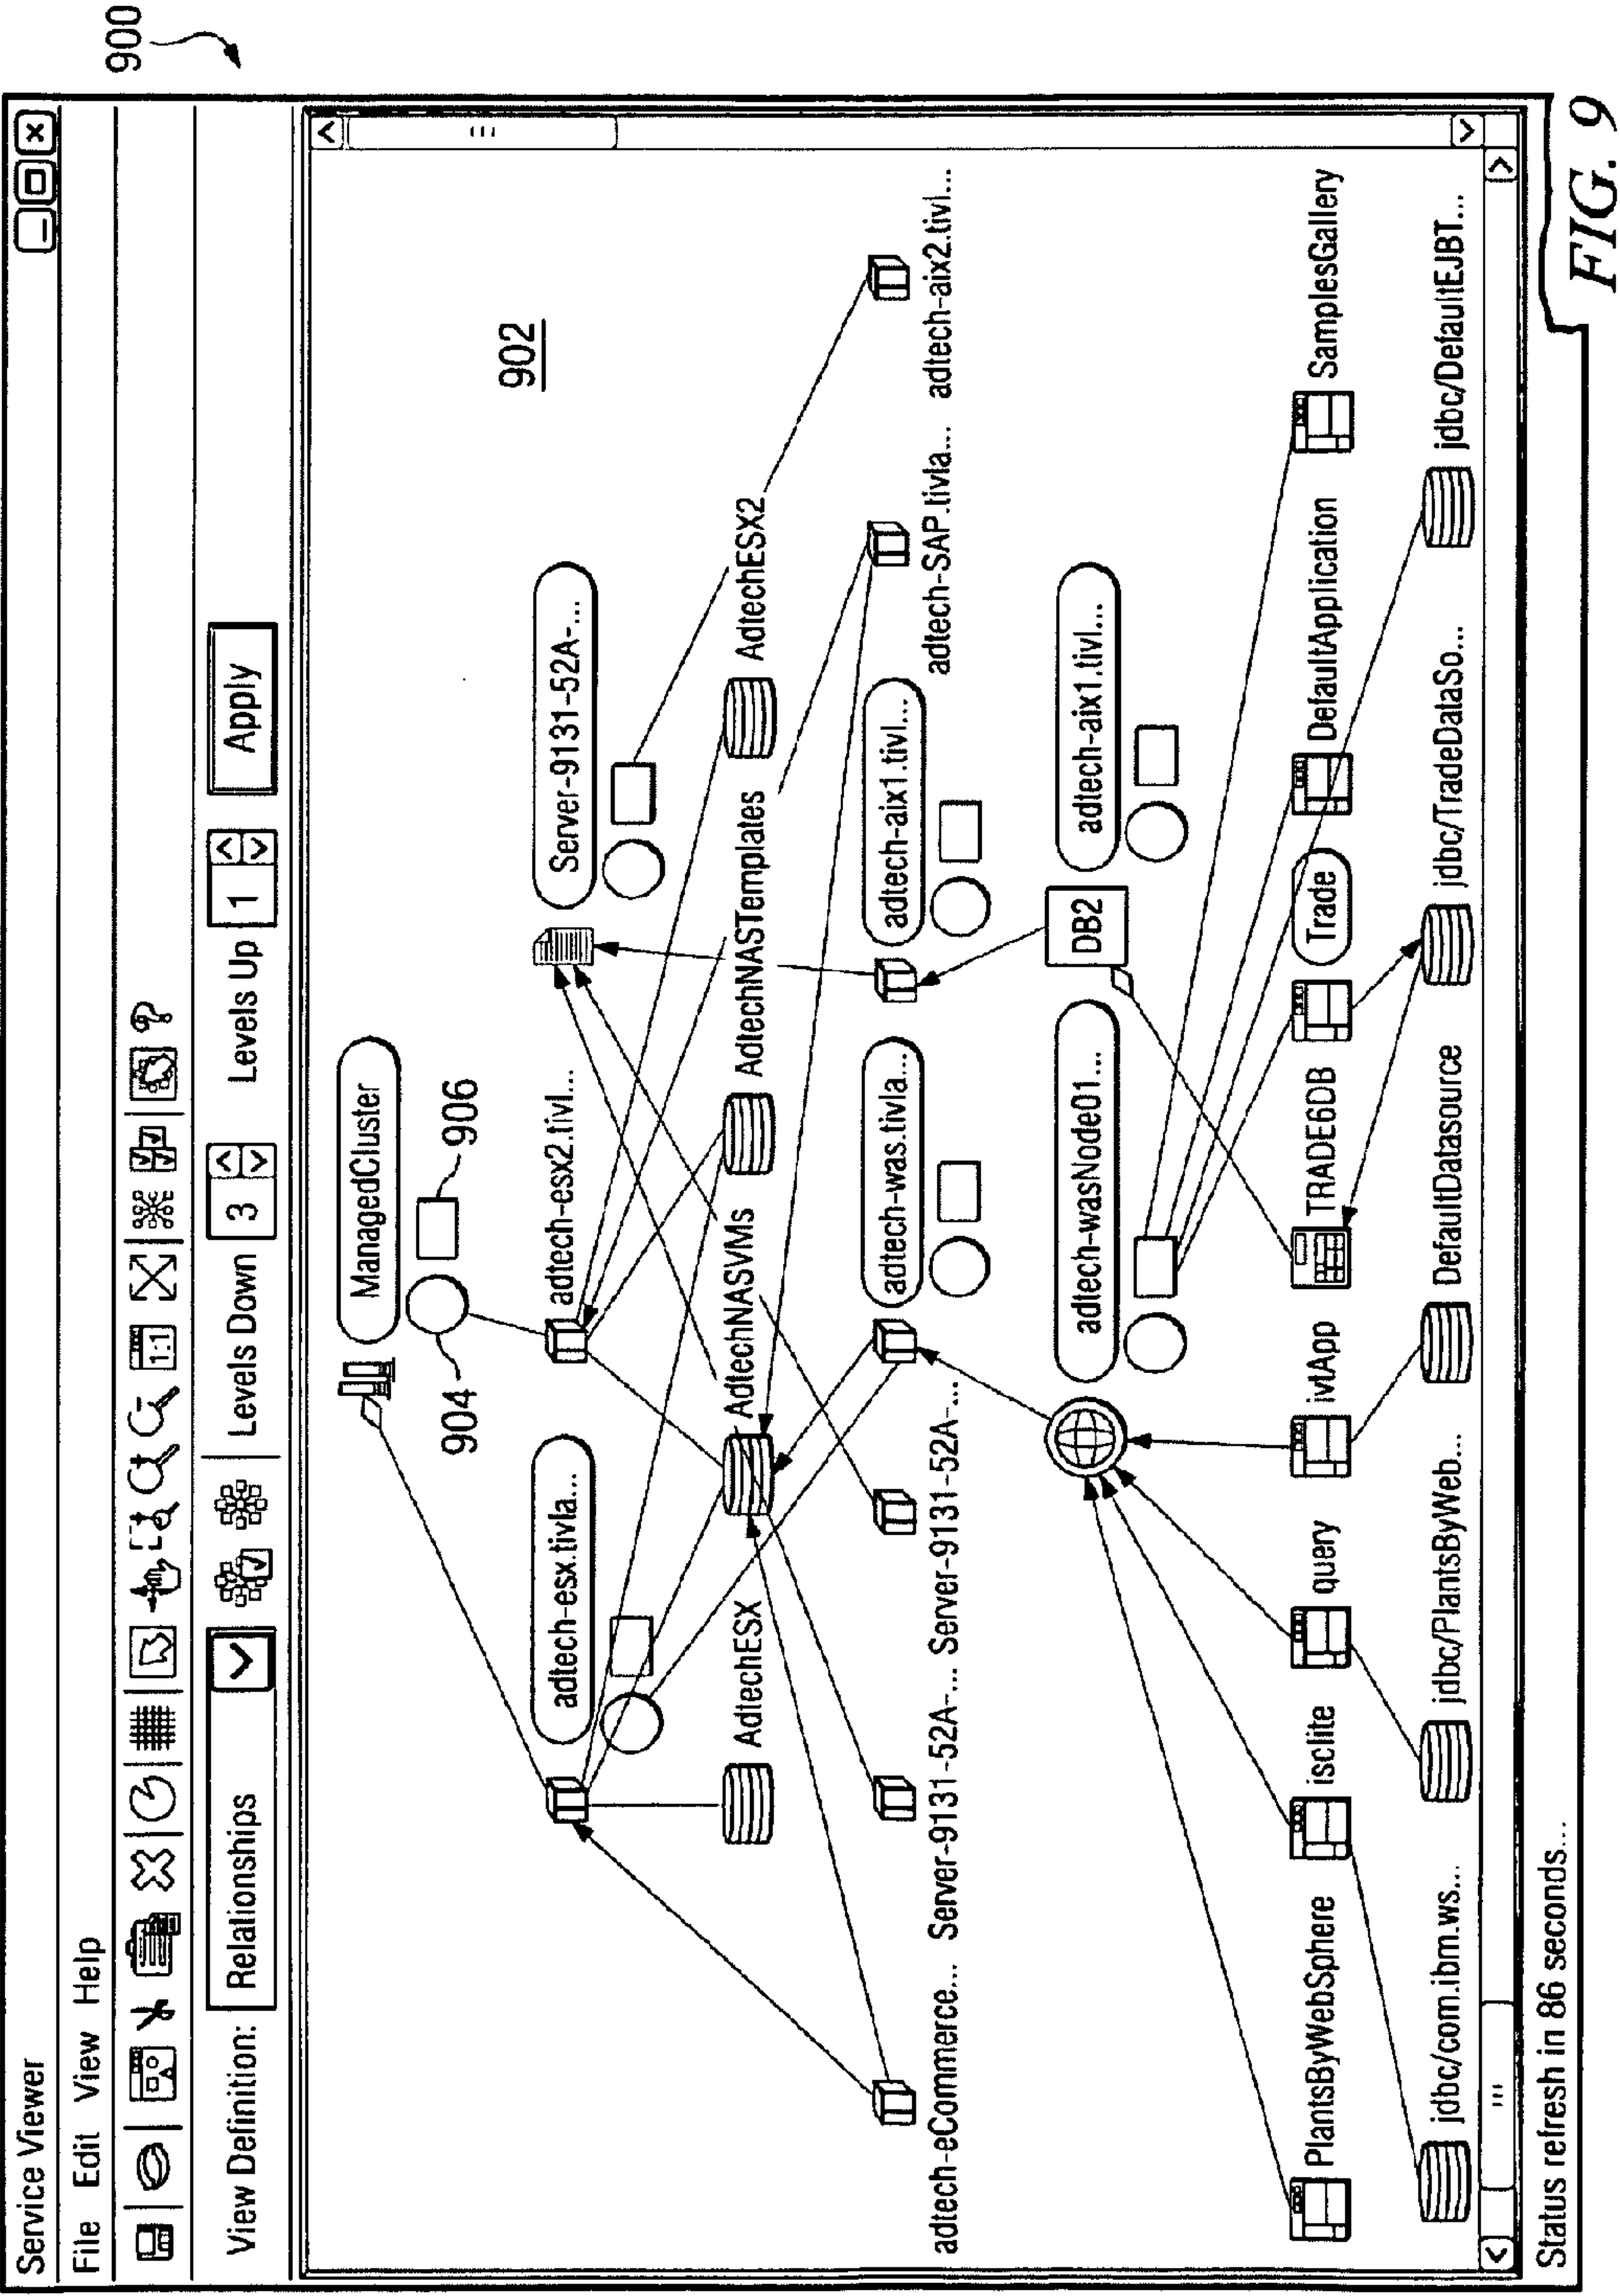 900
Service Viewer
File Edit View Help
1:1
?
View Definition: Relationships Levels Down 3 Levels Up 1 Apply
ManagedCluster
904
906
902
adtech-esx.tivla...
adtech-esx2.tivl...
Server-9131-52A-...
AdtechESX
AdtechNASVMs
AdtechNASTemplates
AdtechESX2
adtech-was.tivla...
adtech-aix1.tivl...
adtech-eCommerce...
Server-9131-52A-...
Server-9131-52A-...
adtech-SAP.tivla...
adtech-aix2.tivl...
adtech-wasNode01...
DB2
adtech-aix1.tivl...
PlantsByWebSphere
isclite
query
ivtApp
TRADE6DB
Trade
DefaultApplication
SamplesGallery
jdbc/com.ibm.ws...
jdbc/PlantsByWeb...
DefaultDatasource
jdbc/TradeDataSo...
jdbc/DefaultEJBT...
Status refresh in 86 seconds...
FIG. 9